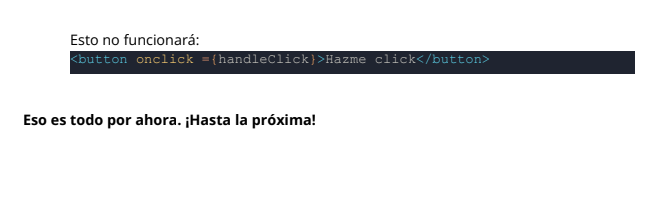 Esto no funcionará:
<button onclick ={handleClick}>Hazme click</button>
Eso es todo por ahora. ¡Hasta la próxima!